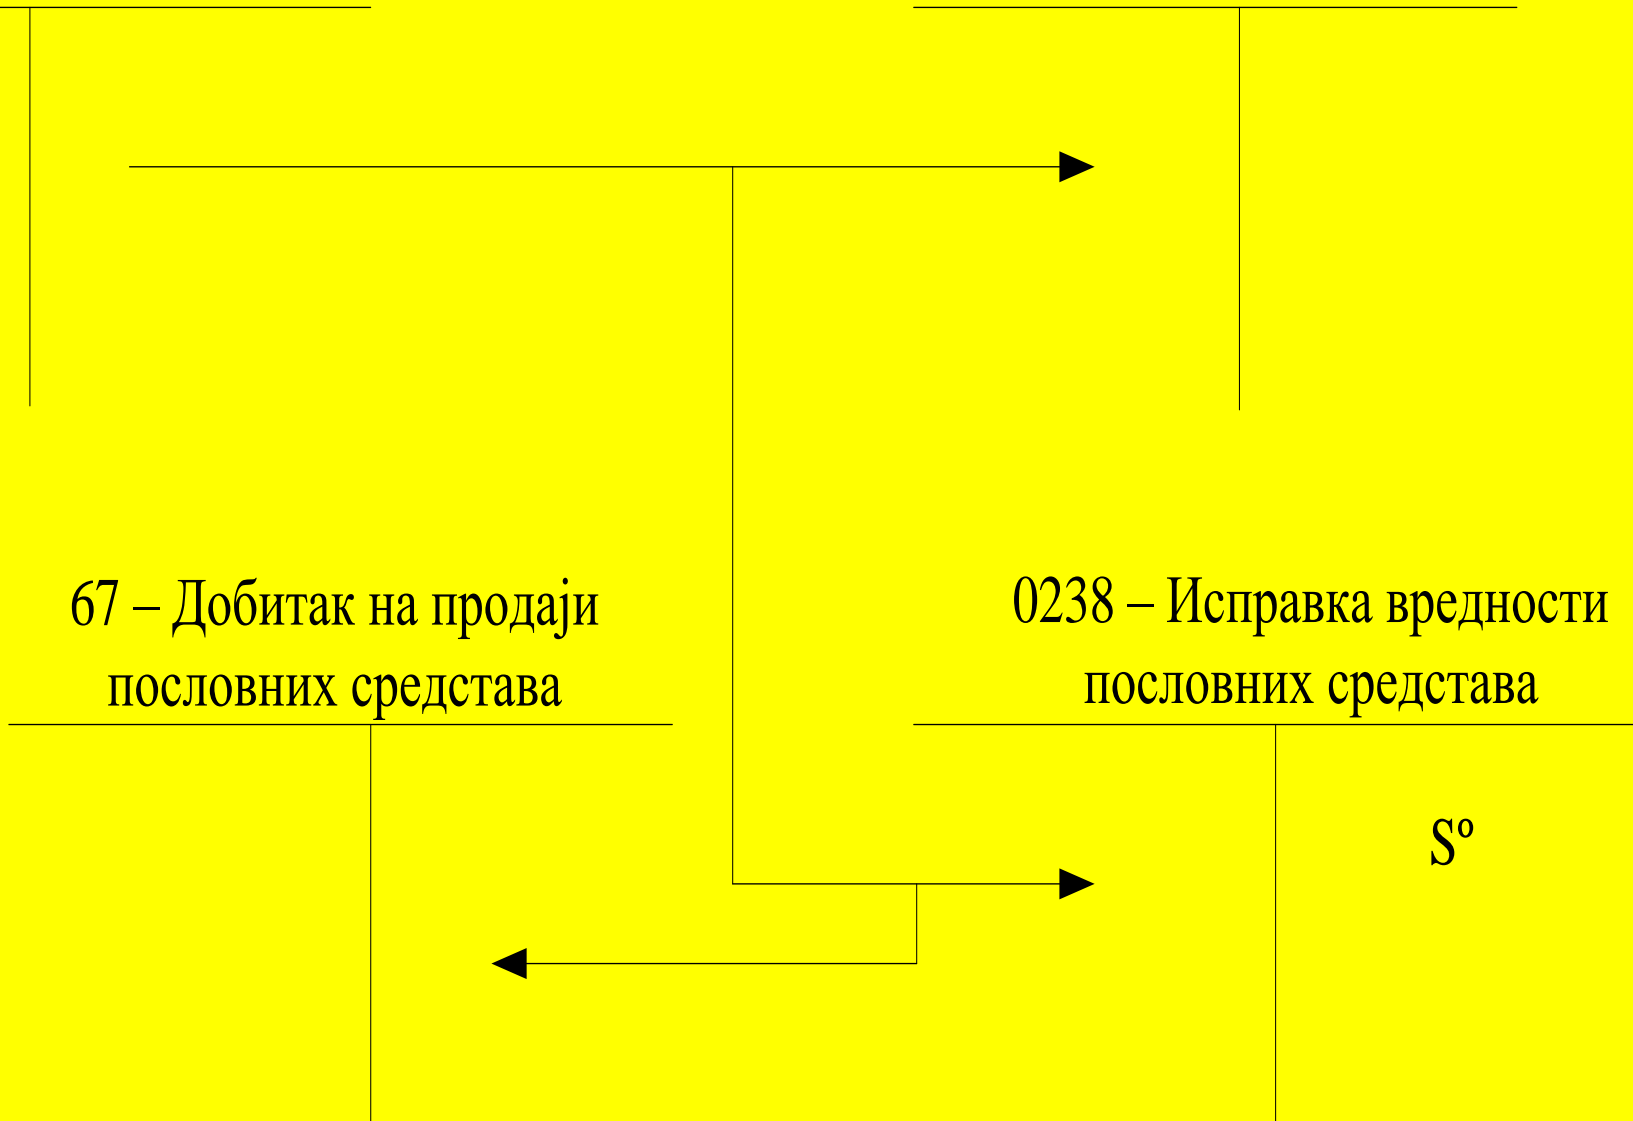 67 – Добитак на продаји
пословних средстава
0238 – Исправка вредности
пословних средстава
Sº